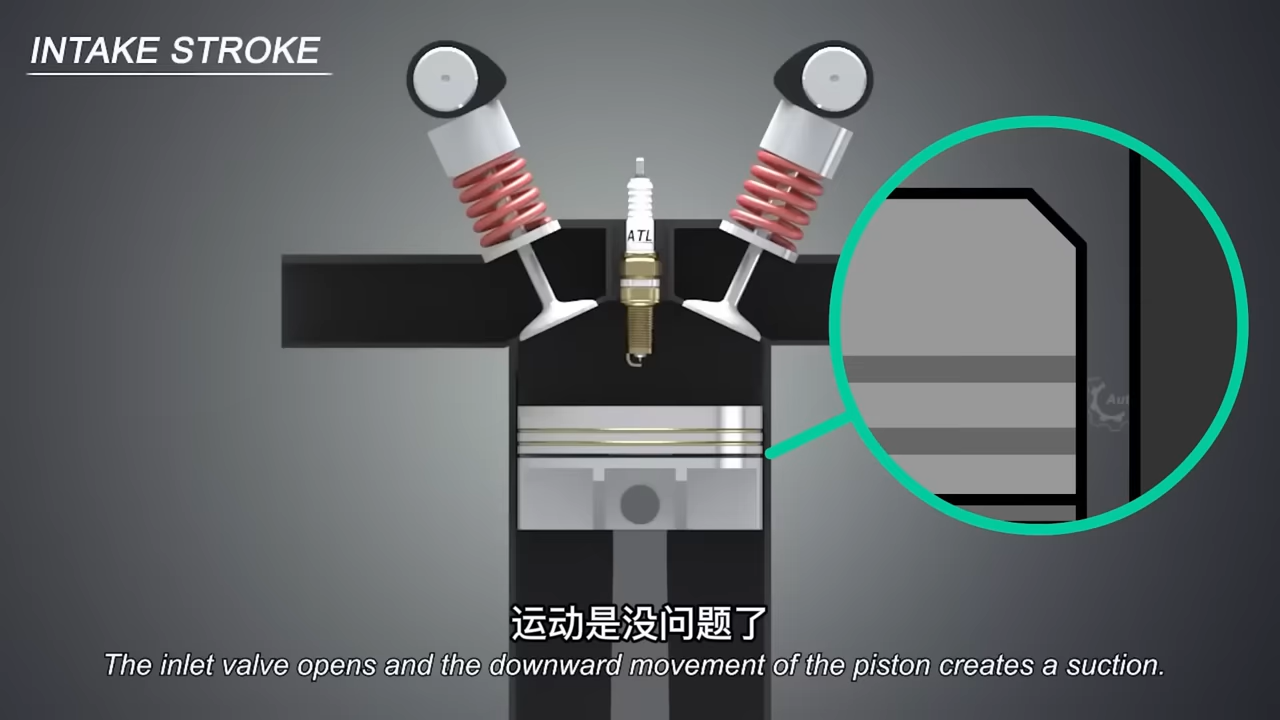 INTAKE STROKE
ATL
Aut
运动是没问题了
The inlet valve opens and the downward movement of the piston creates a suction.